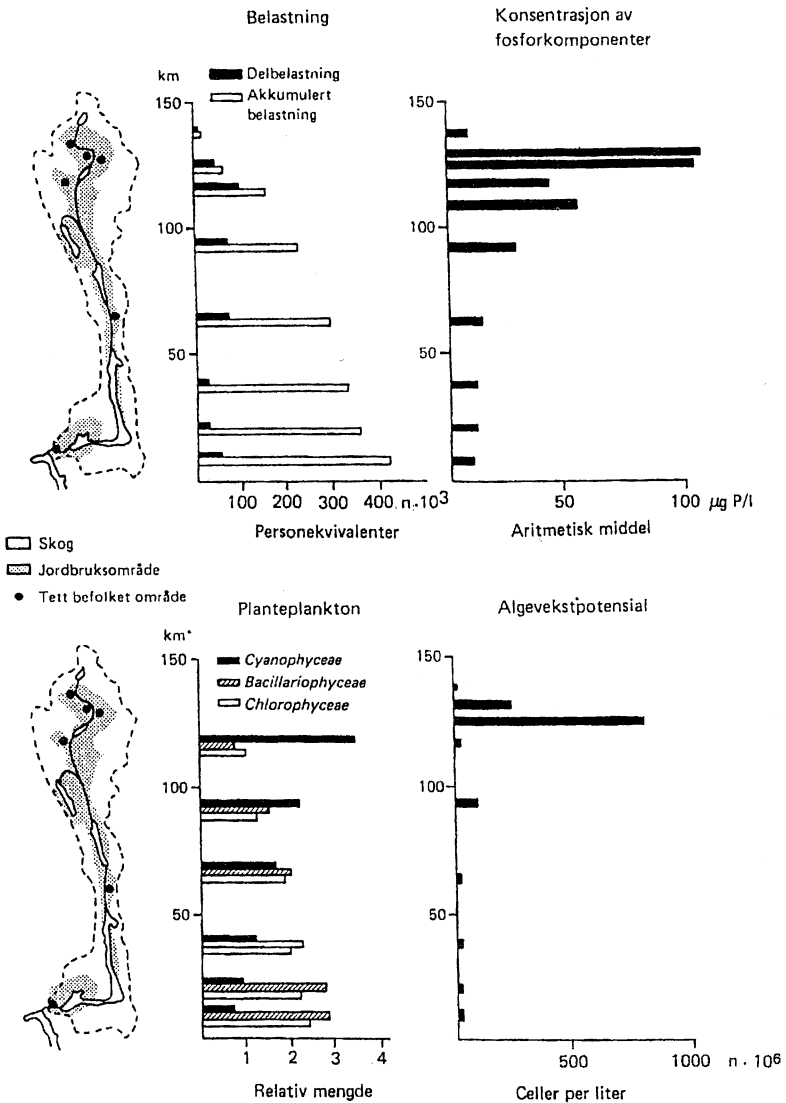 Belastning
Konsentrasjon av
fosforkomponenter
km
Delbelastning
Akkumulert
belastning
150
100
50
100 200 300 400 n·10³
Personekvivalenter
150
100
50
50 100 µg P/l
Aritmetisk middel
Skog
Jordbruksområde
Tett befolket område
Planteplankton
Algevekstpotensial
km
Cyanophyceae
Bacillariophyceae
Chlorophyceae
150
100
50
1 2 3 4
Relativ mengde
150
100
50
500 1000 n·10⁶
Celler per liter